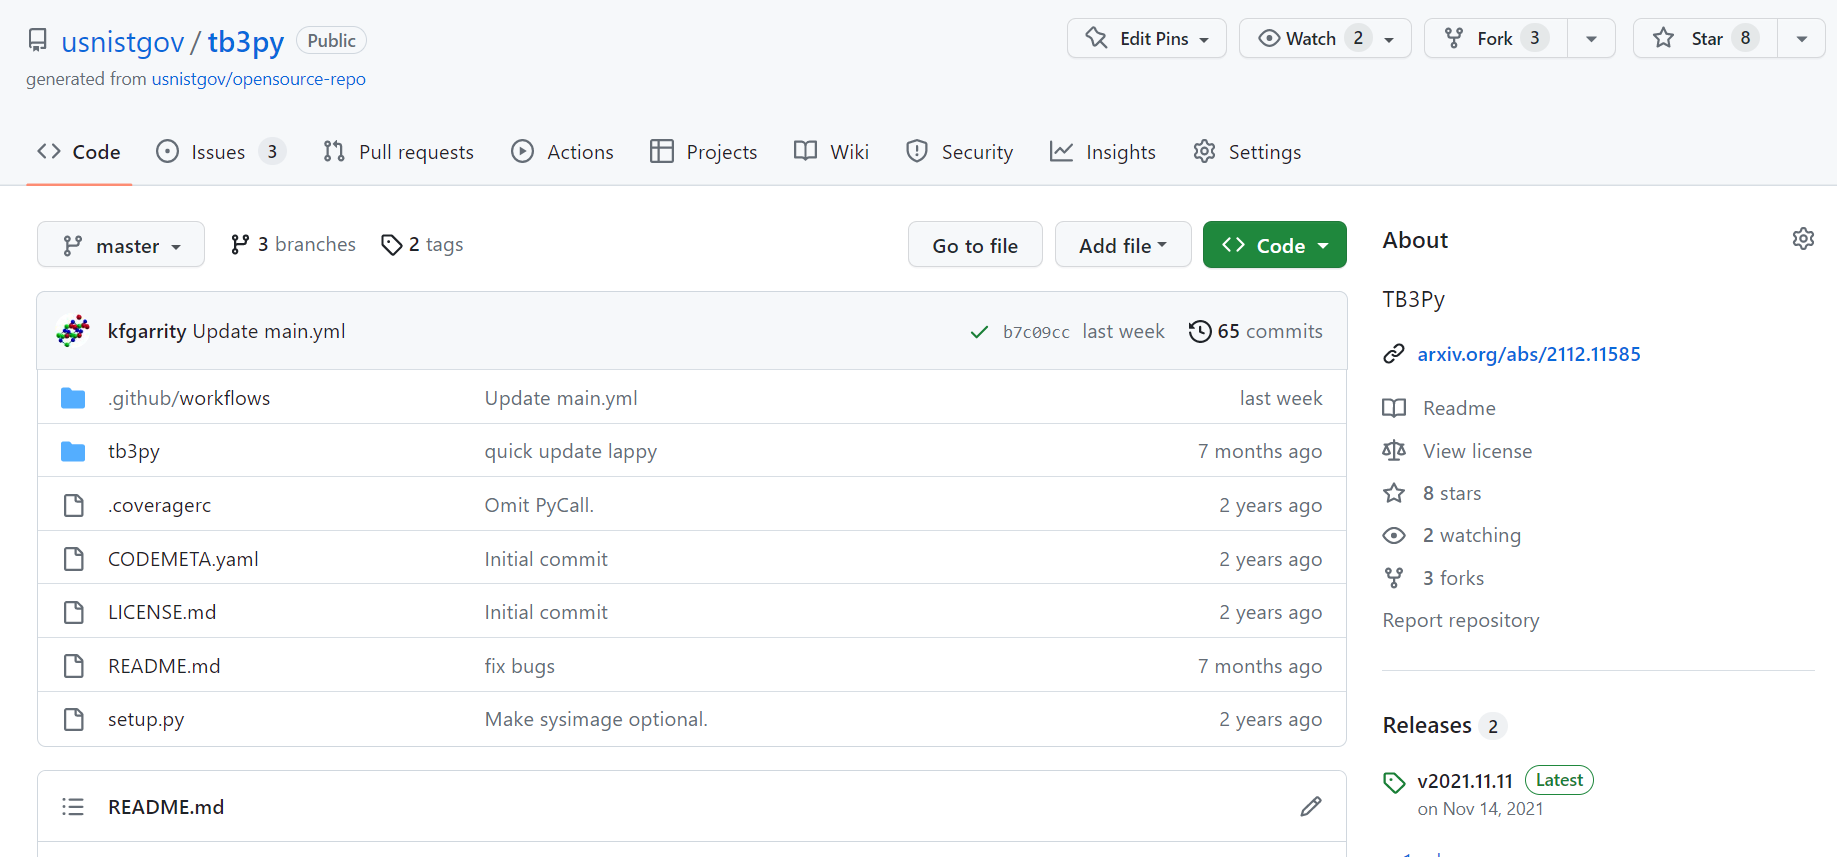 usnistgov / tb3py Public
Edit Pins Watch 2 Fork 3 Star 8
generated from usnistgov/opensource-repo
Code Issues 3 Pull requests Actions Projects Wiki Security Insights Settings
master 3 branches 2 tags Go to file Add file Code
kfgarrity Update main.yml b7c09cc last week 65 commits
.github/workflows Update main.yml last week
tb3py quick update lappy 7 months ago
.coveragerc Omit PyCall. 2 years ago
CODEMETA.yaml Initial commit 2 years ago
LICENSE.md Initial commit 2 years ago
README.md fix bugs 7 months ago
setup.py Make sysimage optional. 2 years ago
README.md
About
TB3Py
arxiv.org/abs/2112.11585
Readme
View license
8 stars
2 watching
3 forks
Report repository
Releases 2
v2021.11.11 Latest
on Nov 14, 2021